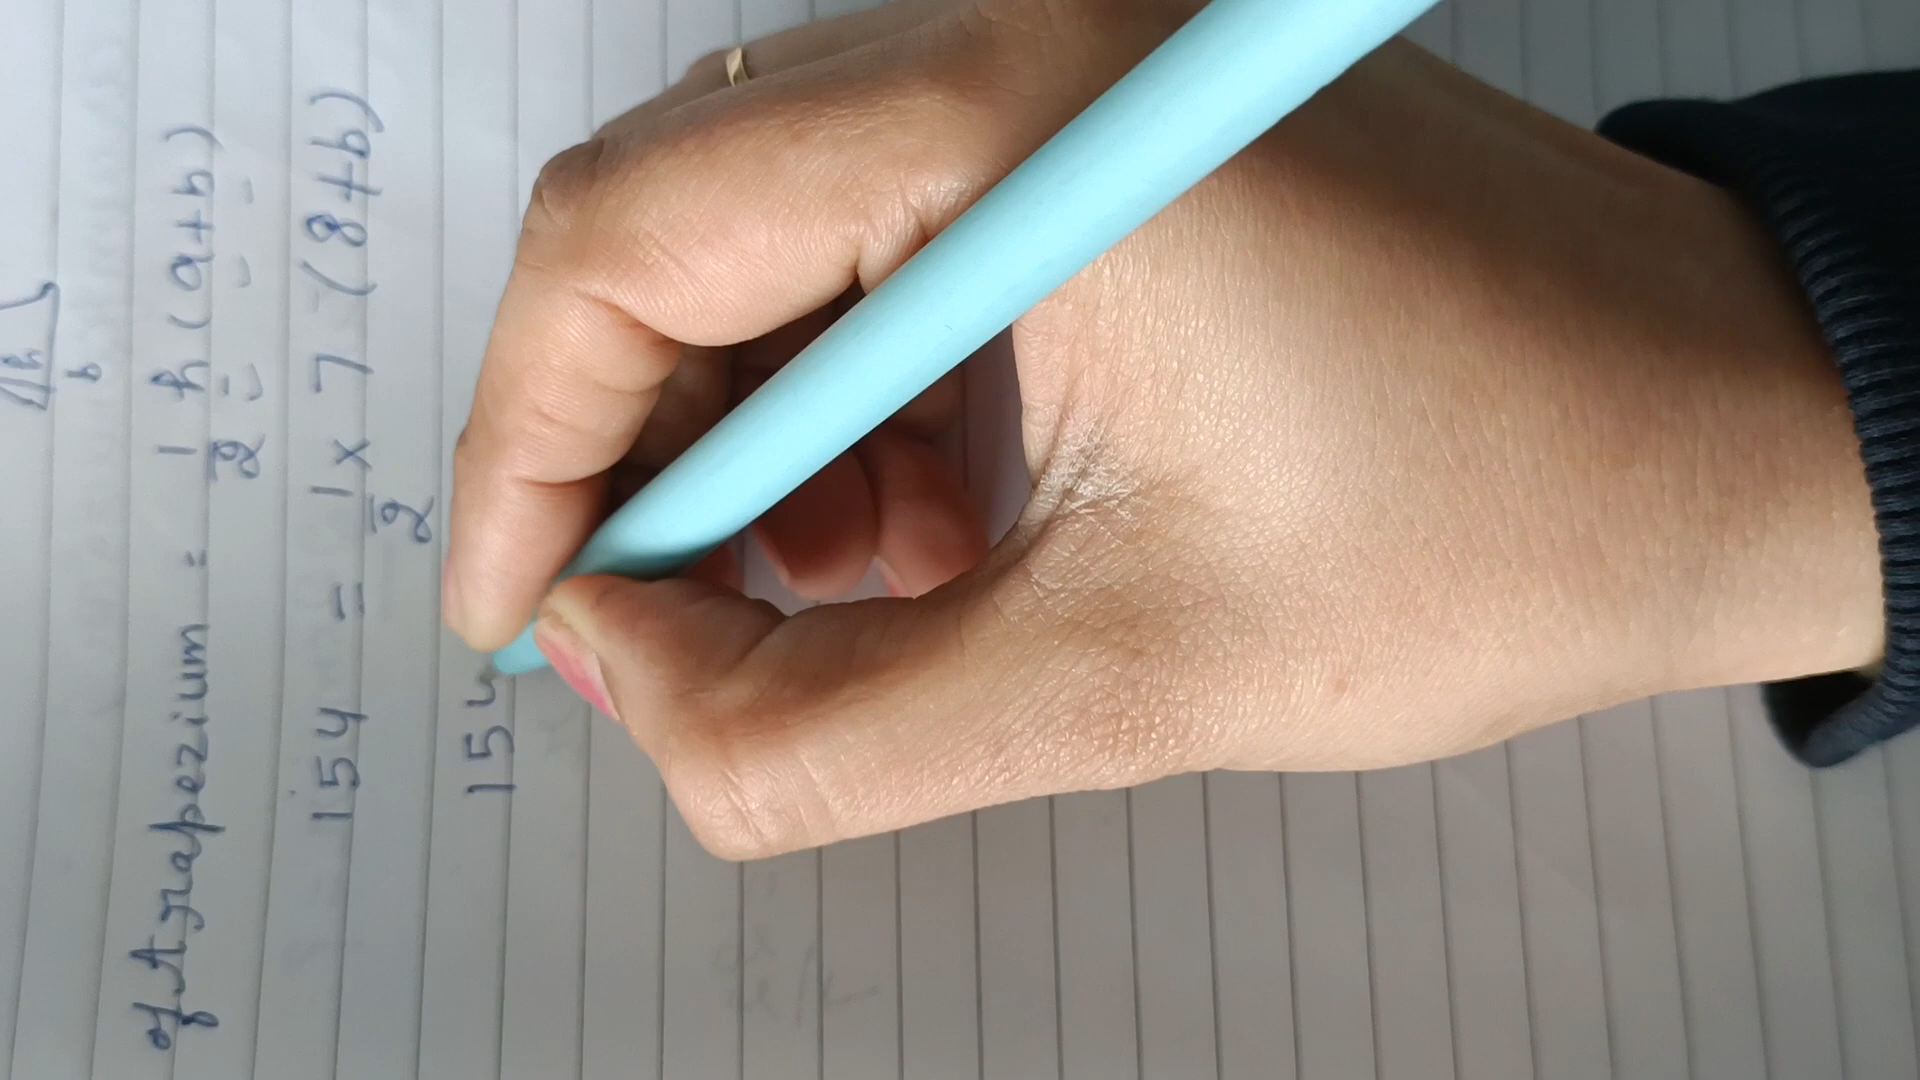 h
b
of A trapezium = 1/2 h (a+b)
154 = 1/2 x 7 (8+b)
154